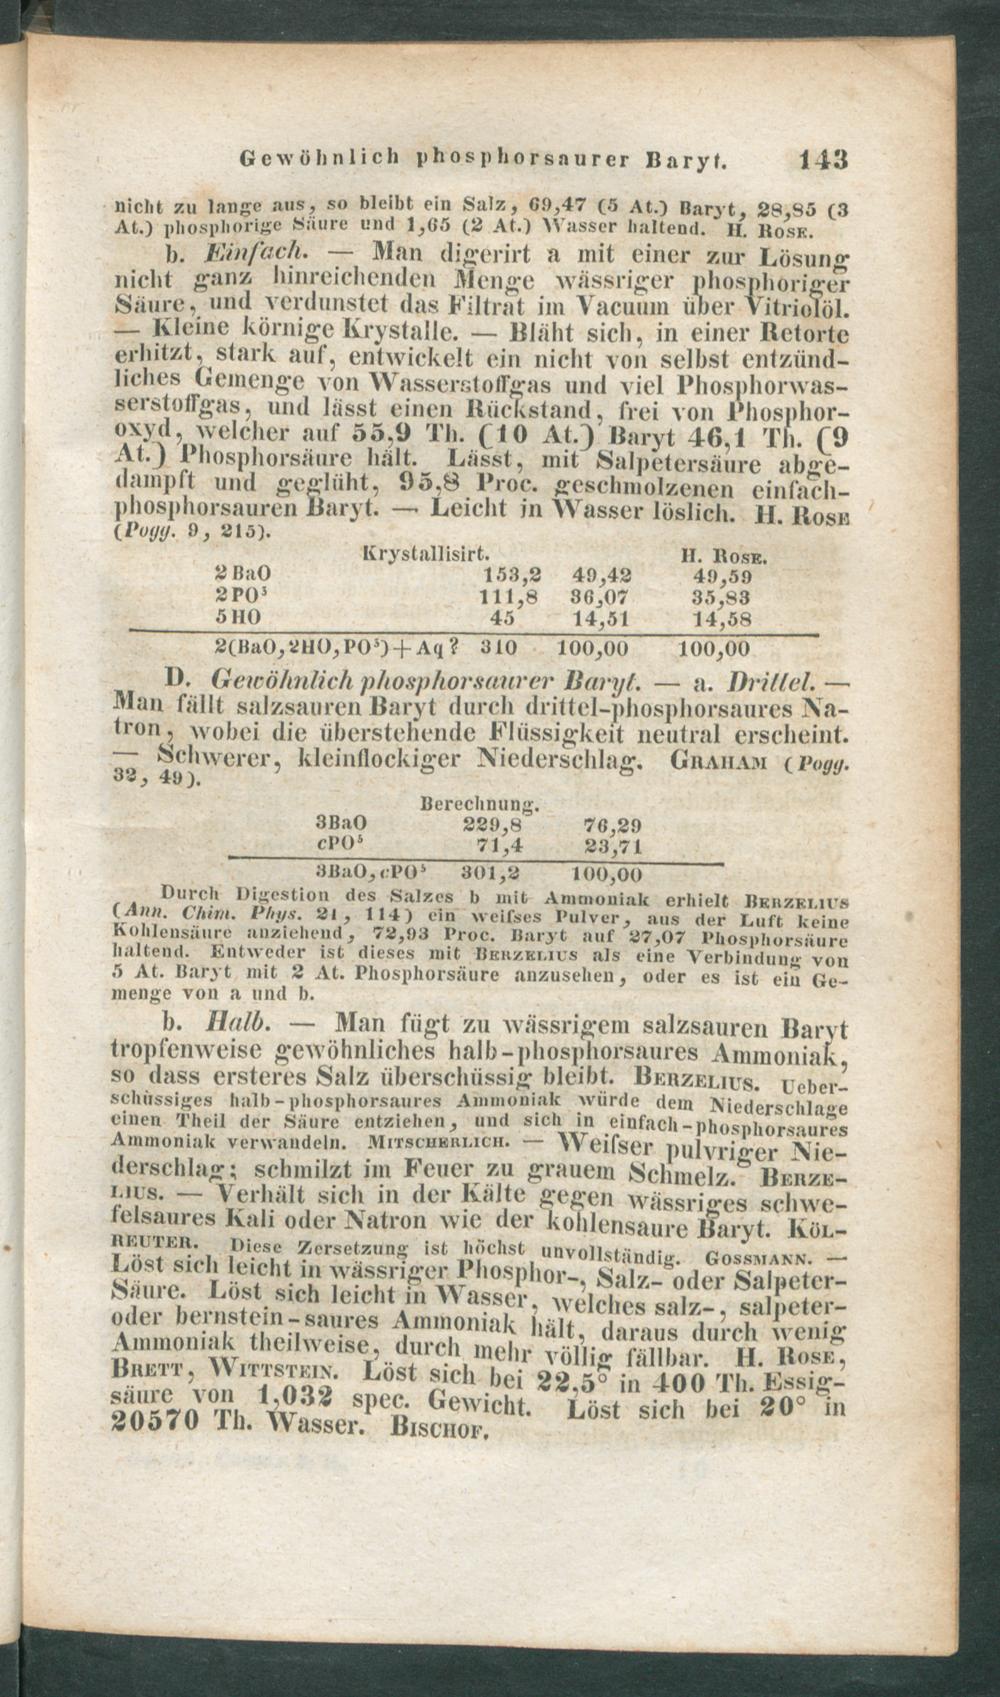 Gewöhnlich phosphorsaurer Baryt. 143
nicht zu lange aus, so bleibt ein Salz, 69,47 (5 At.) Baryt, 28,85 (3
At.) phosphorige Säure und 1,65 (2 At.) Wasser haltend. H. ROSE.
b. Einfach. — Man digerirt a mit einer zur Lösung
nicht ganz hinreichenden Menge wässriger phosphoriger
Säure, und verdunstet das Filtrat im Vacuum über Vitriolöl.
— Kleine körnige Krystalle. — Bläht sich, in einer Retorte
erhitzt, stark auf, entwickelt ein nicht von selbst entzünd-
liches Gemenge von Wasserstoffgas und viel Phosphorwas-
serstoffgas, und lässt einen Rückstand, frei von Phosphor-
oxyd, welcher auf 55,9 Th. (10 At.) Baryt 46,1 Th. (9
At.) Phosphorsäure hält. Lässt, mit Salpetersäure abge-
dampft und geglüht, 95,8 Proc. geschmolzenen einfach-
phosphorsauren Baryt. — Leicht in Wasser löslich. H. ROSE
(Pogg. 9, 215).
Krystallisirt. H. ROSE.
2 BaO 153,2 49,42 49,59
2 PO³ 111,8 36,07 35,83
5 HO 45 14,51 14,58
2(BaO,2HO,PO³)+Aq? 310 100,00 100,00
D. Gewöhnlich phosphorsaurer Baryt. — a. Drittel. —
Man fällt salzsauren Baryt durch drittel-phosphorsaures Na-
tron, wobei die überstehende Flüssigkeit neutral erscheint.
— Schwerer, kleinflockiger Niederschlag. GRAHAM (Pogg.
32, 49).
Berechnung.
3BaO 229,8 76,29
cPO⁵ 71,4 23,71
3BaO,cPO⁵ 301,2 100,00
Durch Digestion des Salzes b mit Ammoniak erhielt BERZELIUS
(Ann. Chim. Phys. 21, 114) ein weifses Pulver, aus der Luft keine
Kohlensäure anziehend, 72,93 Proc. Baryt auf 27,07 Phosphorsäure
haltend. Entweder ist dieses mit BERZELIUS als eine Verbindung von
5 At. Baryt mit 2 At. Phosphorsäure anzusehen, oder es ist ein Ge-
menge von a und b.
b. Halb. — Man fügt zu wässrigem salzsauren Baryt
tropfenweise gewöhnliches halb-phosphorsaures Ammoniak,
so dass ersteres Salz überschüssig bleibt. BERZELIUS. Ueber-
schüssiges halb-phosphorsaures Ammoniak würde dem Niederschlage
einen Theil der Säure entziehen, und sich in einfach-phosphorsaures
Ammoniak verwandeln. MITSCHERLICH. — Weifser pulvriger Nie-
derschlag; schmilzt im Feuer zu grauem Schmelz. BERZE-
LIUS. — Verhält sich in der Kälte gegen wässriges schwe-
felsaures Kali oder Natron wie der kohlensaure Baryt. KÖL-
REUTER. Diese Zersetzung ist höchst unvollständig. GOSSMANN. —
Löst sich leicht in wässriger Phosphor-, Salz- oder Salpeter-
Säure. Löst sich leicht in Wasser, welches salz-, salpeter-
oder bernstein-saures Ammoniak hält, daraus durch wenig
Ammoniak theilweise, durch mehr völlig fällbar. H. ROSE,
BRETT, WITTSTEIN. Löst sich bei 22,5° in 400 Th. Essig-
säure von 1,032 spec. Gewicht. Löst sich bei 20° in
20570 Th. Wasser. BISCHOF.